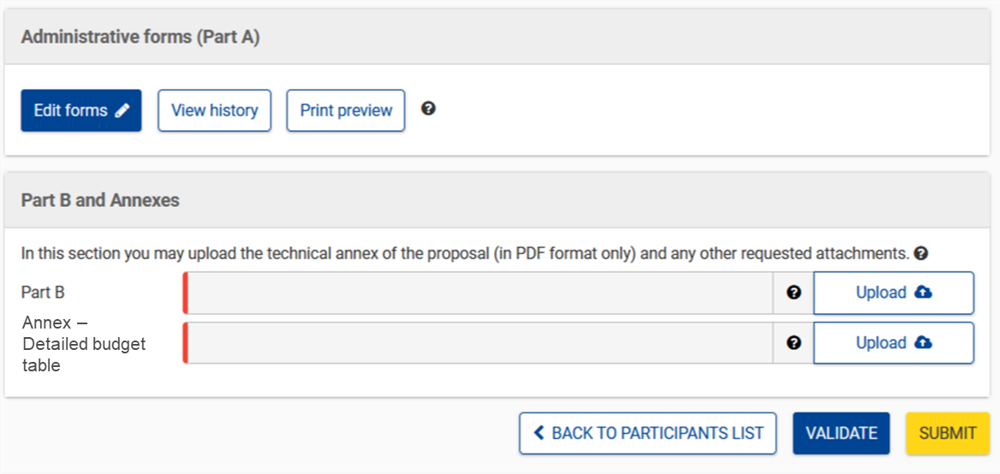 Administrative forms (Part A)
Edit forms
View history
Print preview
?
Part B and Annexes
In this section you may upload the technical annex of the proposal (in PDF format only) and any other requested attachments. ?
Part B
?
Upload
Annex –
Detailed budget
table
?
Upload
BACK TO PARTICIPANTS LIST
VALIDATE
SUBMIT